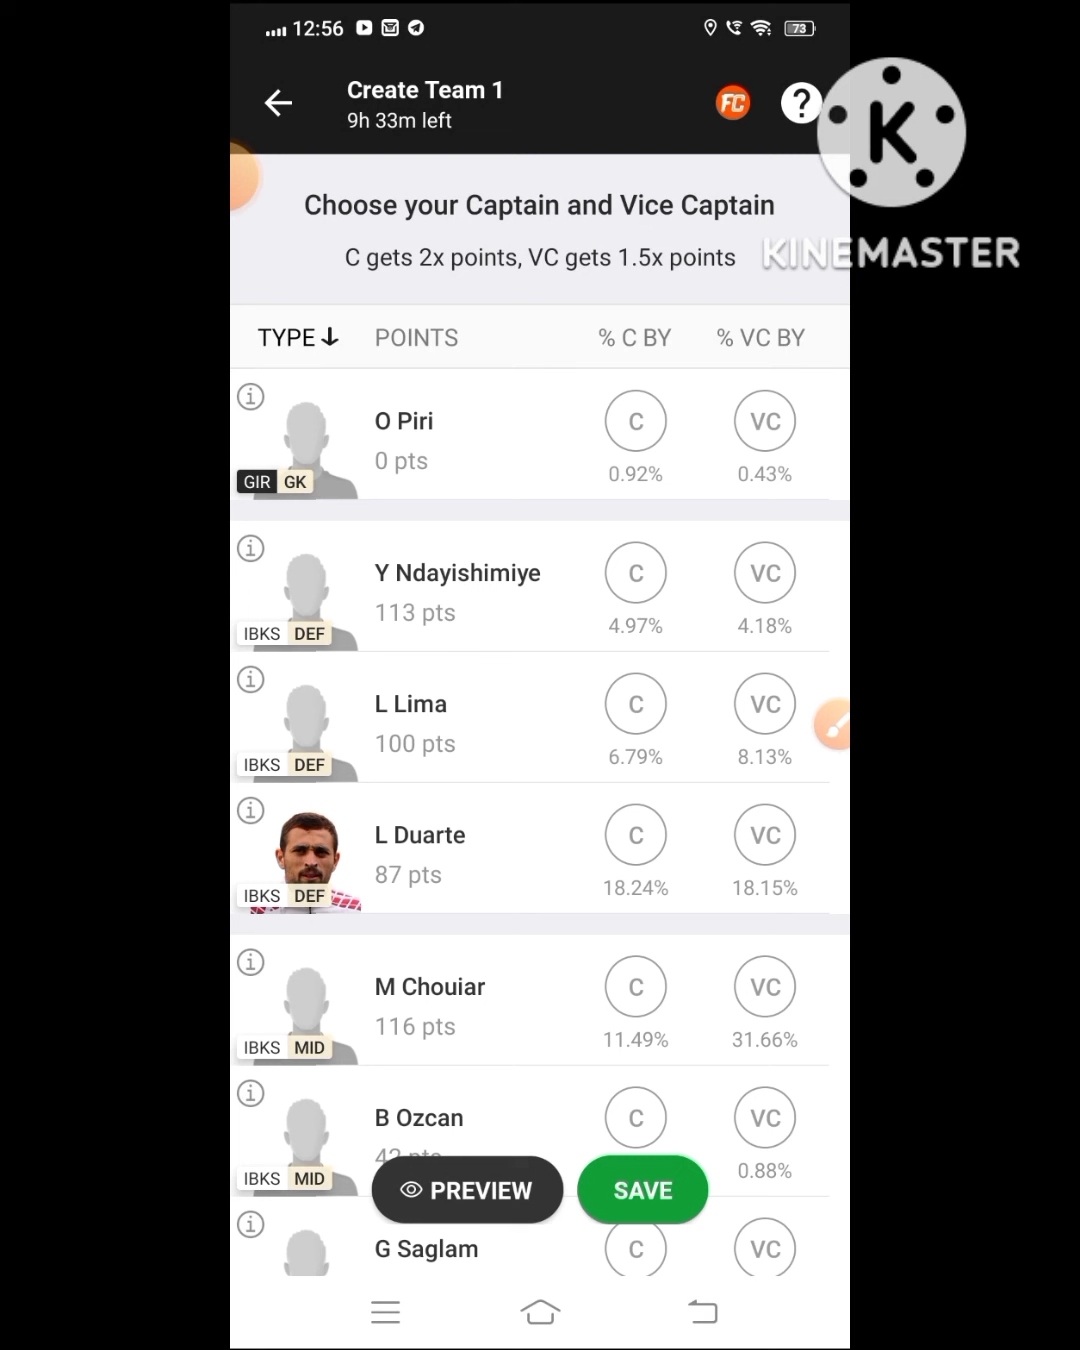 12:56
73
Create Team 1
9h 33m left
FC
?
K
KINEMASTER
Choose your Captain and Vice Captain
C gets 2x points, VC gets 1.5x points
TYPE POINTS % C BY % VC BY
O Piri
0 pts
GIR GK
C VC
0.92% 0.43%
Y Ndayishimiye
113 pts
IBKS DEF
C VC
4.97% 4.18%
L Lima
100 pts
IBKS DEF
C VC
6.79% 8.13%
L Duarte
87 pts
IBKS DEF
C VC
18.24% 18.15%
M Chouiar
116 pts
IBKS MID
C VC
11.49% 31.66%
B Ozcan
IBKS MID
C VC
0.88%
PREVIEW SAVE
G Saglam
C VC